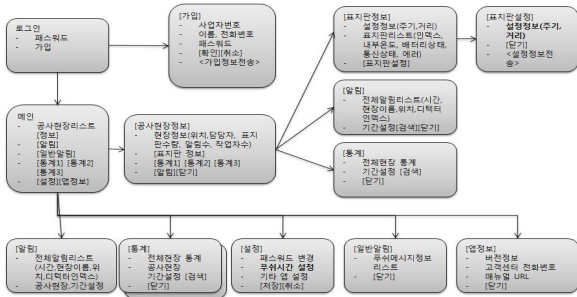 로그인
- 패스워드
- 가입
[가입]
- 사업자번호
- 이름, 전화번호
- 패스워드
- [확인][취소]
- <가입정보전송>
[표지판정보]
- 설정정보(주기,거리)
- 표지판리스트(인덱스,
내부온도, 배터리상태,
통신상태, 에러)
- [표지판설정]
[표지판설정]
- 설정정보(주기,
거리)
- [닫기]
- <설정정보전
송>
메인
- 공사현장리스트
[정보]
- [알림]
- [일반알림]
- [통계1] [통계2]
[통계3]
- [설정][앱정보]
[공사현장정보]
- 현장정보(위치,담당자, 표지
판수량, 알림수, 작업자수)
- [표지판 정보]
- [통계1] [통계2] [통계3]
- [알림][닫기]
[알림]
- 전체알림리스트(시간,
현장이름,위치,디텍터
인덱스)
- 기간설정[검색][닫기]
[통계]
- 전체현장 통계
- 기간설정 [검색]
- [닫기]
[알림]
- 전체알림리스트
(시간,현장이름,위
치,디텍터인덱스)
- 공사현장,기간설정
[통계]
- 전체현장 통계
- 공사현장
- 기간설정 [검색]
- [닫기]
[설정]
- 패스워드 변경
- 푸쉬시간 설정
- 기타 앱 설정
- [저장][취소]
[일반알림]
- 푸쉬메시지정보
리스트
- [닫기]
[앱정보]
- 버전정보
- 고객센터 전화번호
- 매뉴얼 URL
- [닫기]